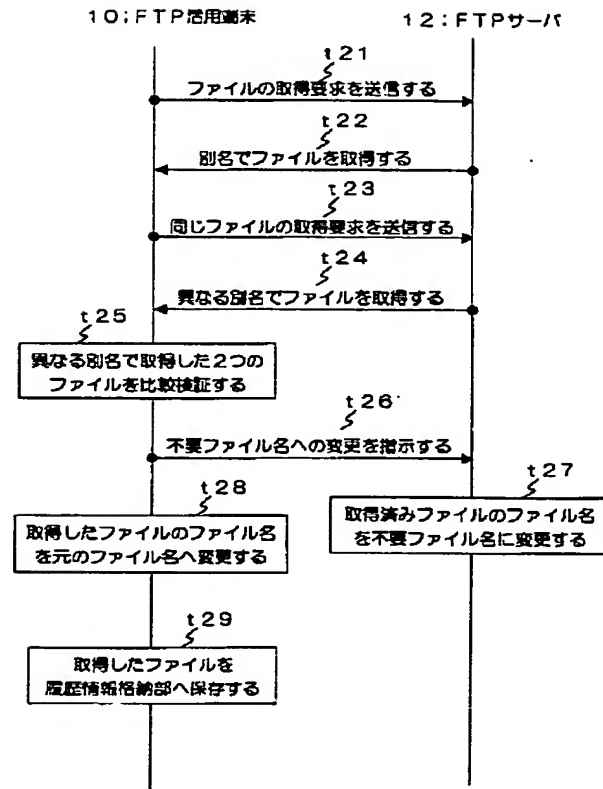 10;FTP活用端末
12:FTPサーバ
t21
ファイルの取得要求を送信する
t22
別名でファイルを取得する
t23
同じファイルの取得要求を送信する
t24
異なる別名でファイルを取得する
t25
異なる別名で取得した2つの
ファイルを比較検証する
t26
不要ファイル名への変更を指示する
t27
取得済みファイルのファイル名
を不要ファイル名に変更する
t28
取得したファイルのファイル名
を元のファイル名へ変更する
t29
取得したファイルを
履歴情報格納部へ保存する